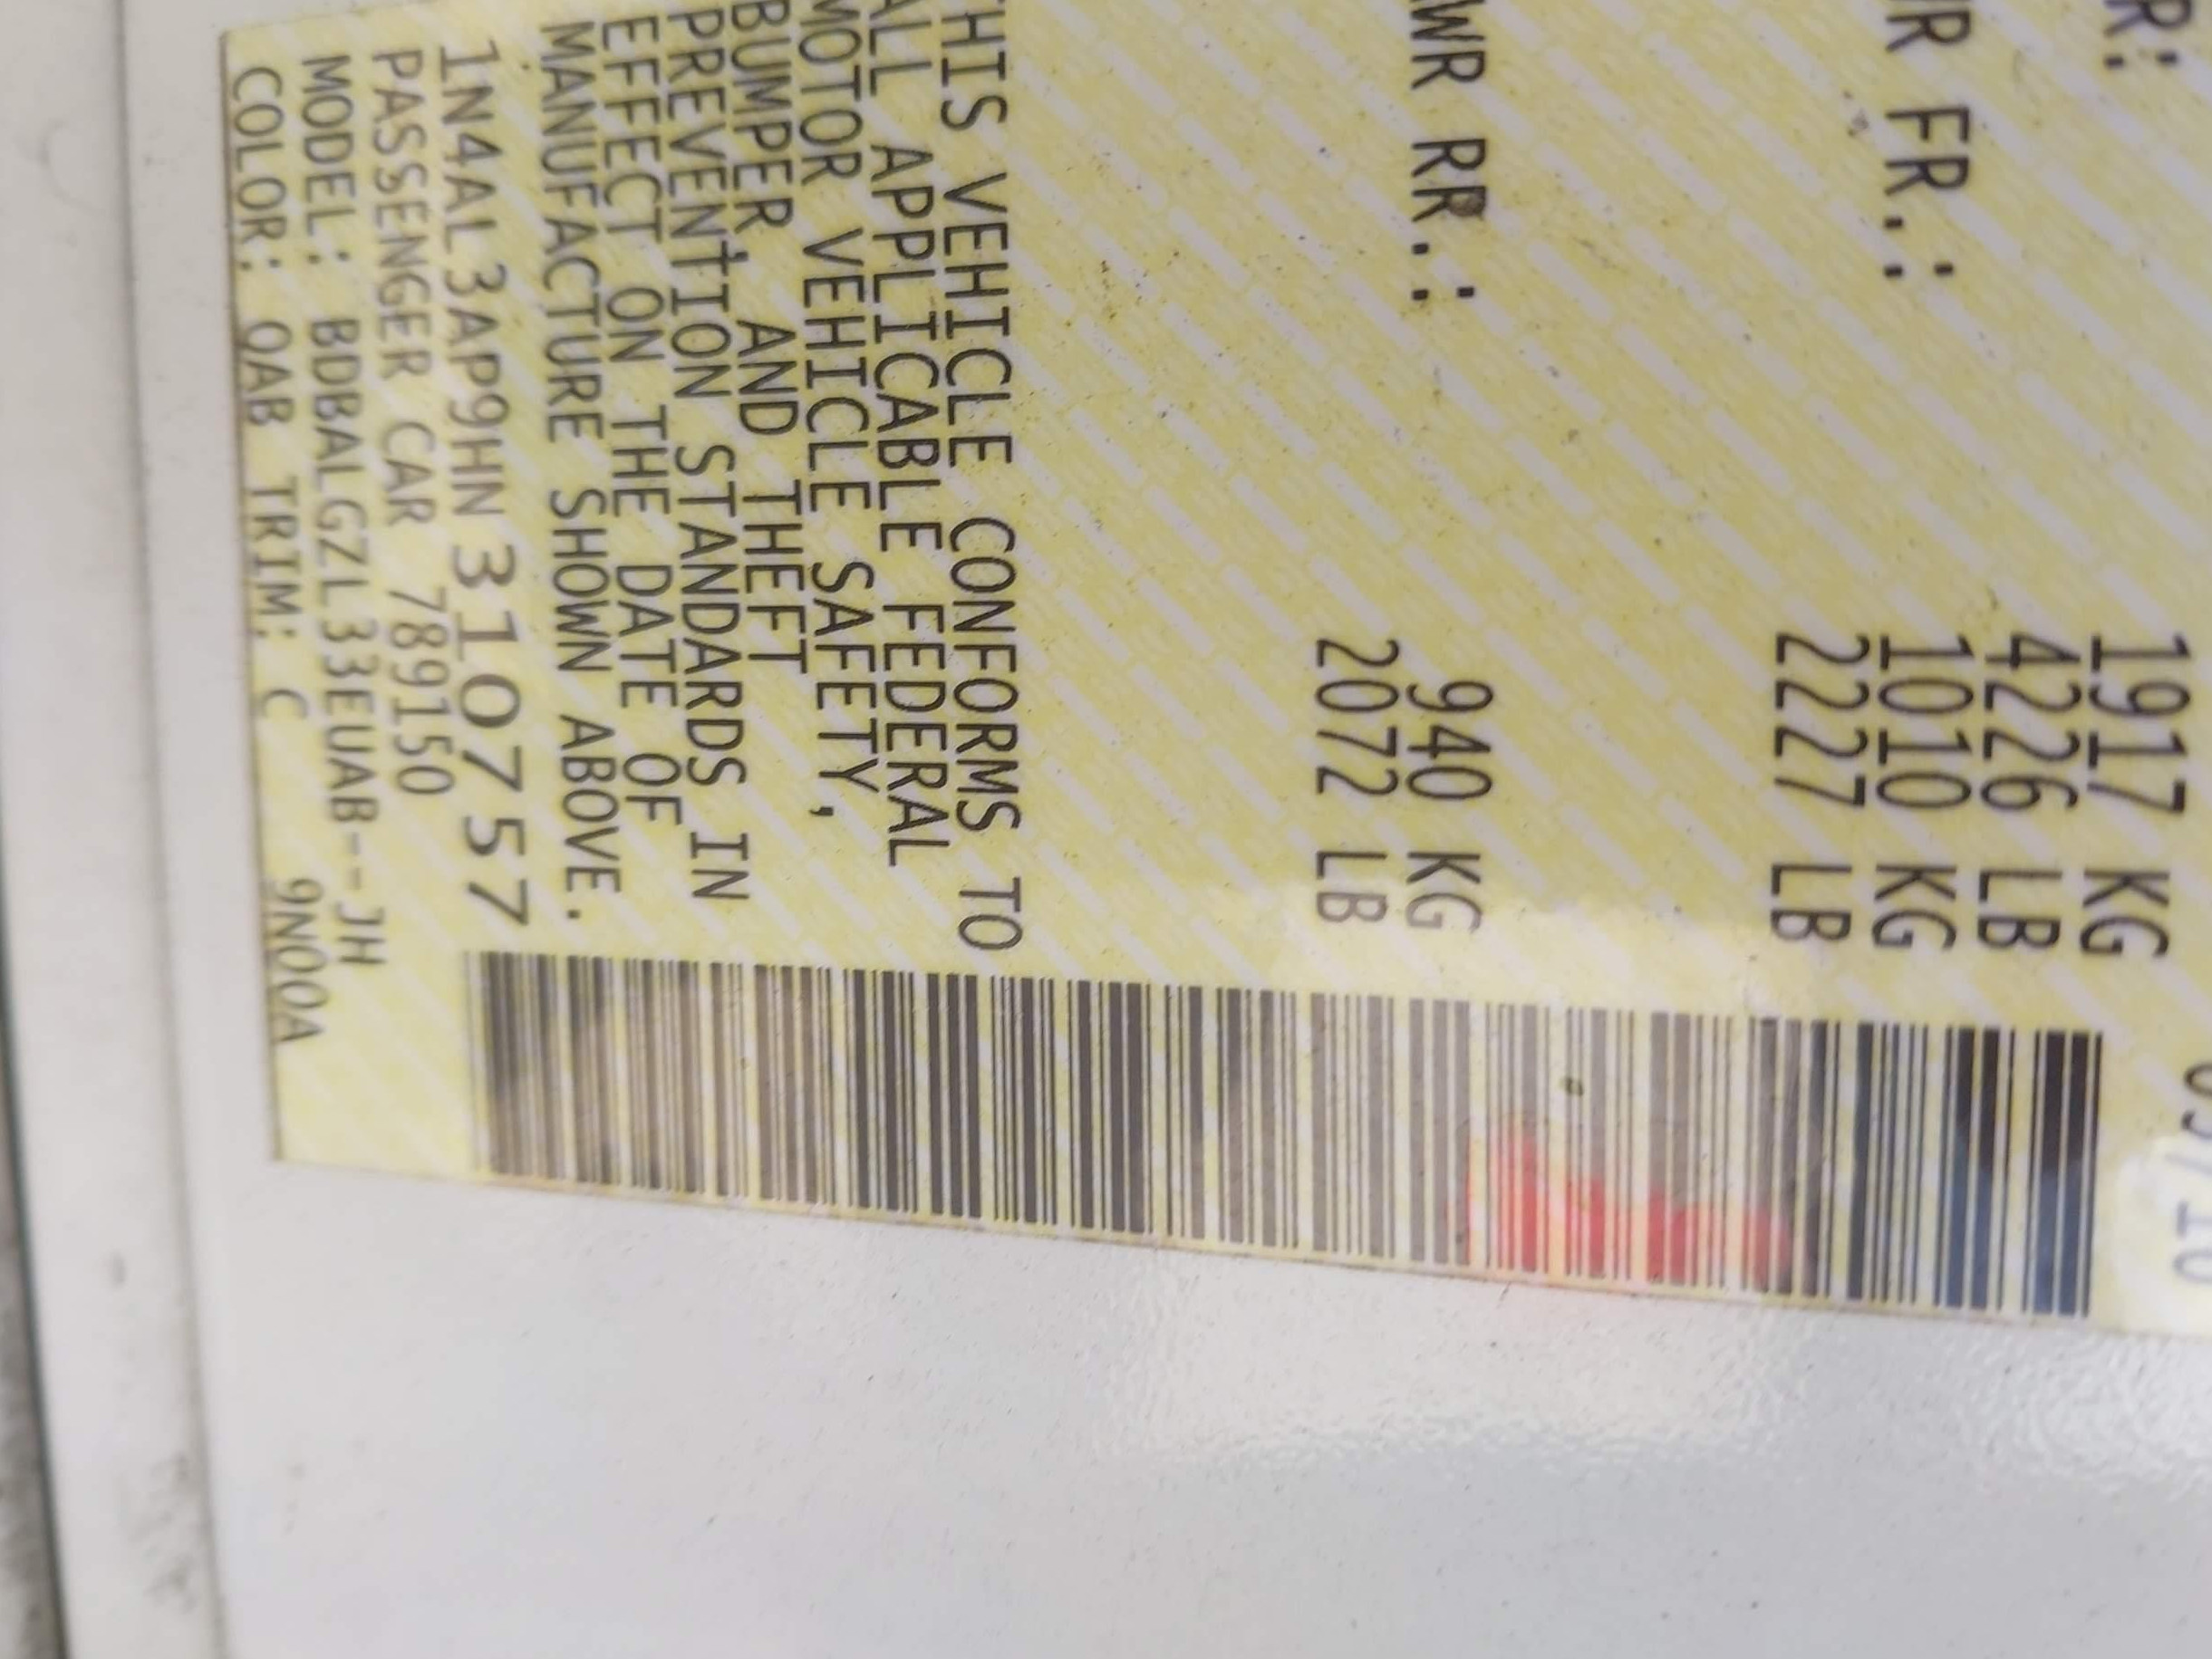 R: 1917 KG
4226 LB
WR FR.: 1010 KG
2227 LB
WR RR.: 940 KG
2072 LB
THIS VEHICLE CONFORMS TO
ALL APPLICABLE FEDERAL
MOTOR VEHICLE SAFETY,
BUMPER, AND THEFT
PREVENTION STANDARDS IN
EFFECT ON THE DATE OF
MANUFACTURE SHOWN ABOVE.
1N4AL3AP9HN310757
PASSENGER CAR 789150
MODEL: BDBALGZL33EUAB--JH
COLOR: QAB TRIM: C 9N00A